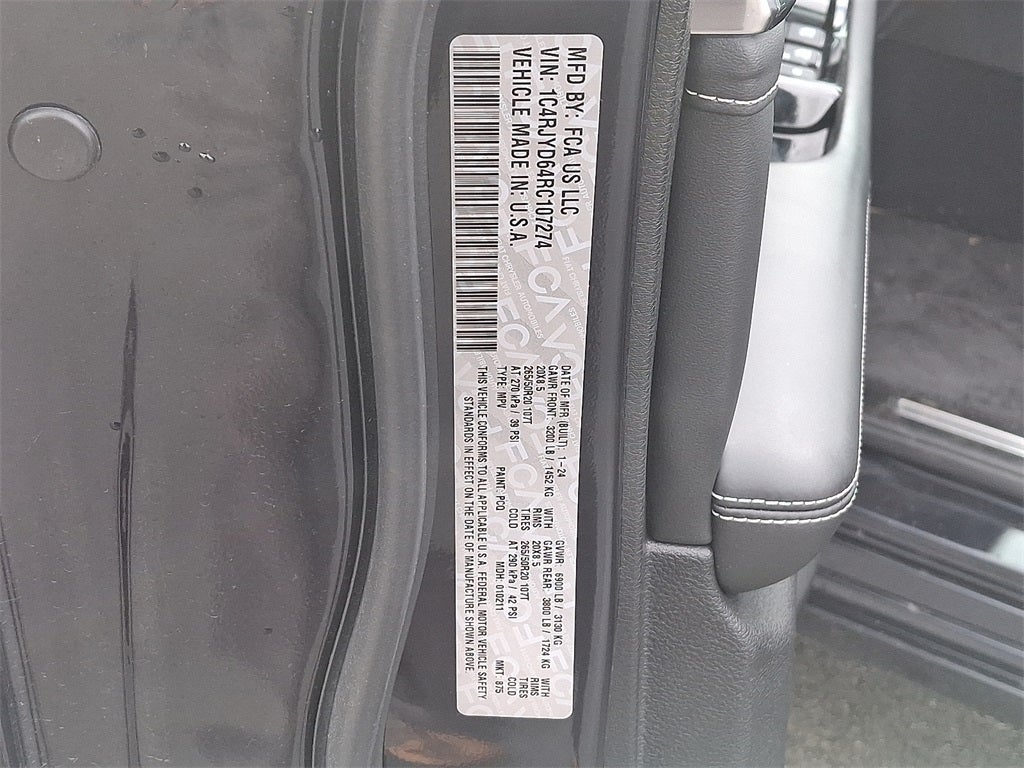 MFD BY: FCA US LLC
VIN: 1C4RJYD64RC107274
VEHICLE MADE IN: U.S.A.
DATE OF MFR (BUILT): 1-24 GVWR: 6900 LB / 3130 KG
GAWR FRONT: 3200 LB / 1452 KG WITH GAWR REAR: 3800 LB / 1724 KG WITH
20X8.5 RIMS 20X8.5 RIMS
265/50R20 107T TIRES 265/50R20 107T TIRES
AT 270 kPa / 39 PSI COLD AT 290 kPa / 42 PSI COLD
TYPE: MPV PAINT: PCQ MDH: 010211 MKT: 875
THIS VEHICLE CONFORMS TO ALL APPLICABLE U.S.A. FEDERAL MOTOR VEHICLE SAFETY
STANDARDS IN EFFECT ON THE DATE OF MANUFACTURE SHOWN ABOVE.